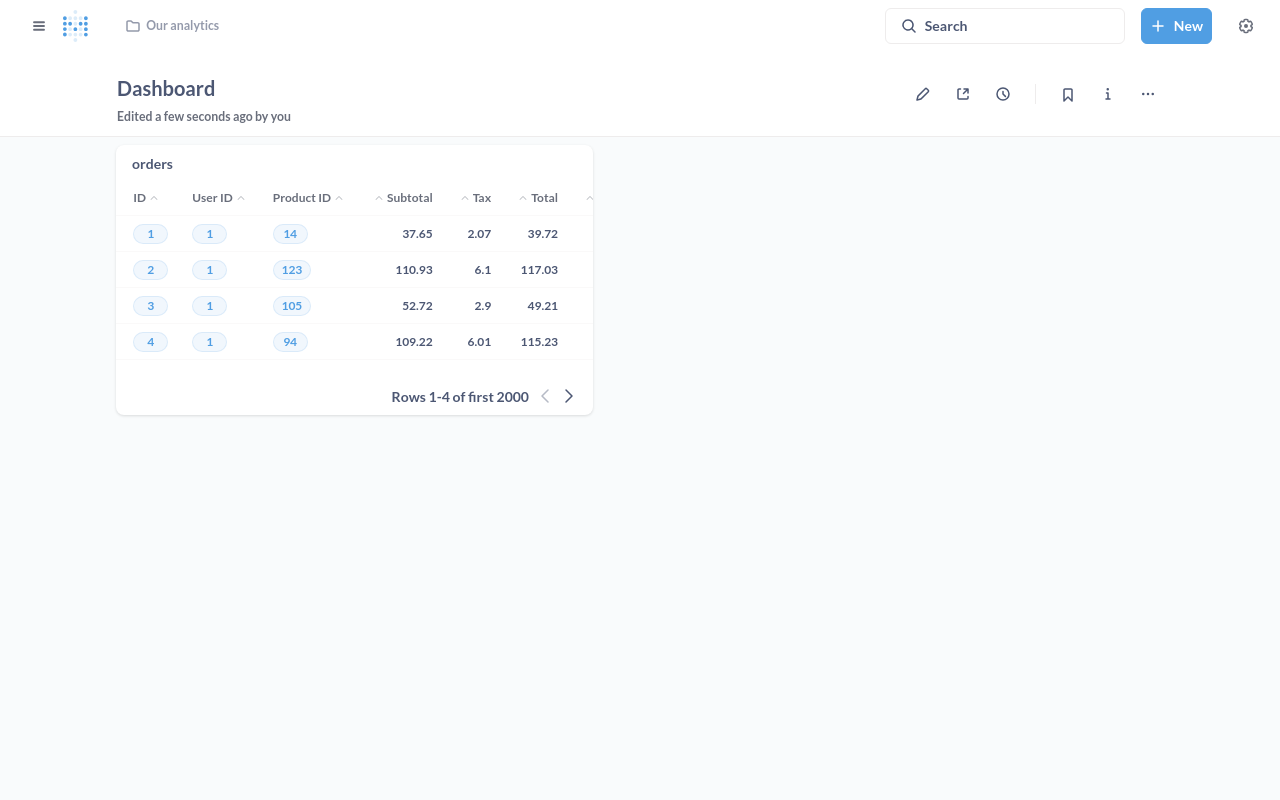 Our analytics
Search
New
Dashboard
Edited a few seconds ago by you
orders
ID User ID Product ID Subtotal Tax Total
1 1 14 37.65 2.07 39.72
2 1 123 110.93 6.1 117.03
3 1 105 52.72 2.9 49.21
4 1 94 109.22 6.01 115.23
Rows 1-4 of first 2000